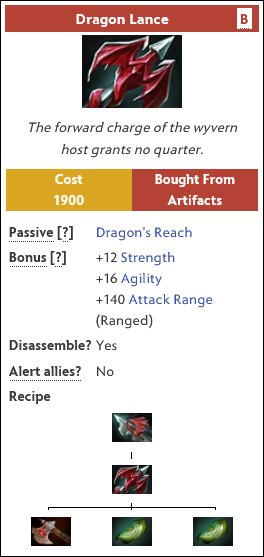 Dragon Lance B
The forward charge of the wyvern
host grants no quarter.
Cost
1900
Bought From
Artifacts
Passive [?] Dragon's Reach
Bonus [?] +12 Strength
+16 Agility
+140 Attack Range
(Ranged)
Disassemble? Yes
Alert allies? No
Recipe